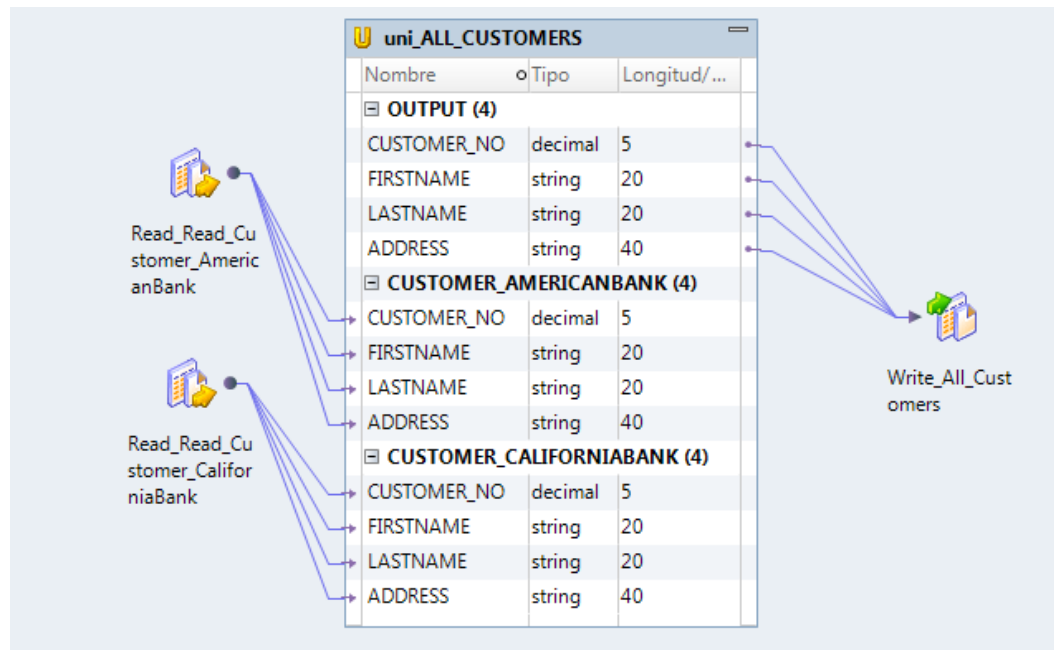 uni_ALL_CUSTOMERS
Nombre Tipo Longitud/...
OUTPUT (4)
CUSTOMER_NO decimal 5
FIRSTNAME string 20
LASTNAME string 20
ADDRESS string 40
CUSTOMER_AMERICANBANK (4)
CUSTOMER_NO decimal 5
FIRSTNAME string 20
LASTNAME string 20
ADDRESS string 40
CUSTOMER_CALIFORNIABANK (4)
CUSTOMER_NO decimal 5
FIRSTNAME string 20
LASTNAME string 20
ADDRESS string 40
Read_Read_Cu
stomer_Americ
anBank
Read_Read_Cu
stomer_Califor
niaBank
Write_All_Cust
omers